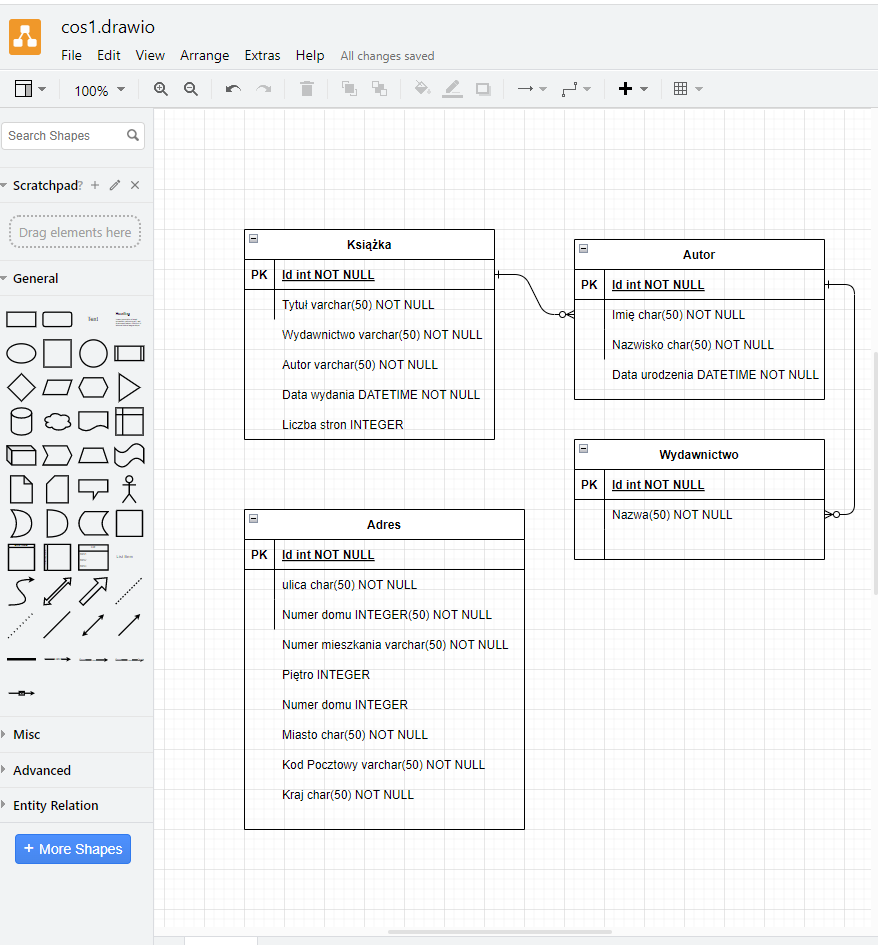 cos1.drawio
File Edit View Arrange Extras Help All changes saved
100%
Search Shapes
Scratchpad ?
Drag elements here
General
Text
Heading
Misc
Advanced
Entity Relation
+ More Shapes
Książka
PK Id int NOT NULL
Tytuł varchar(50) NOT NULL
Wydawnictwo varchar(50) NOT NULL
Autor varchar(50) NOT NULL
Data wydania DATETIME NOT NULL
Liczba stron INTEGER
Autor
PK Id int NOT NULL
Imię char(50) NOT NULL
Nazwisko char(50) NOT NULL
Data urodzenia DATETIME NOT NULL
Wydawnictwo
PK Id int NOT NULL
Nazwa(50) NOT NULL
Adres
PK Id int NOT NULL
ulica char(50) NOT NULL
Numer domu INTEGER(50) NOT NULL
Numer mieszkania varchar(50) NOT NULL
Piętro INTEGER
Numer domu INTEGER
Miasto char(50) NOT NULL
Kod Pocztowy varchar(50) NOT NULL
Kraj char(50) NOT NULL